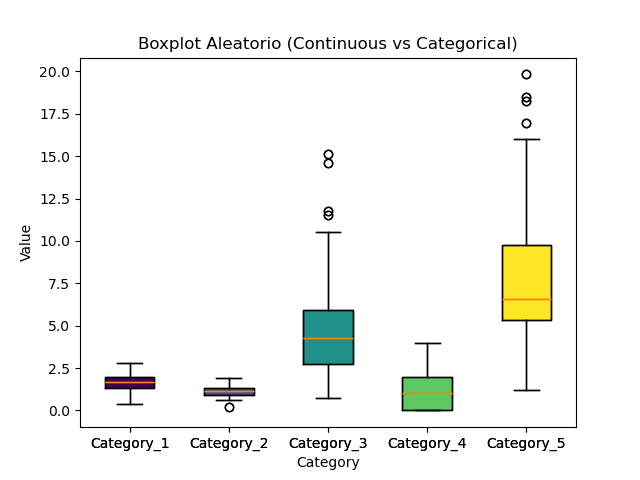 Boxplot Aleatorio (Continuous vs Categorical)
20.0
17.5
15.0
12.5
10.0
7.5
5.0
2.5
0.0
Value
Category_1 Category_2 Category_3 Category_4 Category_5
Category